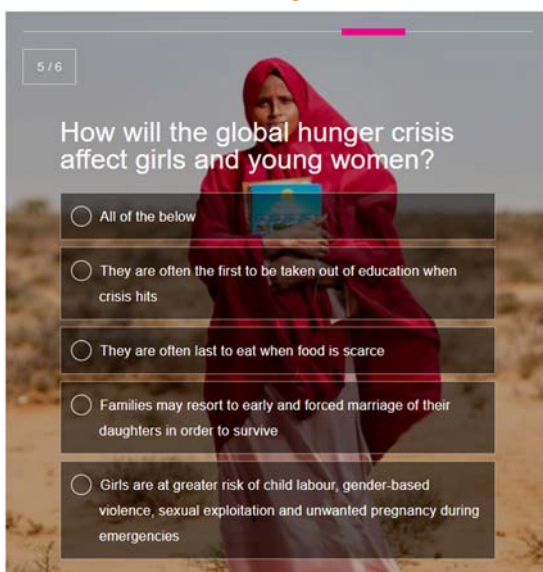 5 / 6
How will the global hunger crisis
affect girls and young women?
All of the below
They are often the first to be taken out of education when
crisis hits
They are often last to eat when food is scarce
Families may resort to early and forced marriage of their
daughters in order to survive
Girls are at greater risk of child labour, gender-based
violence, sexual exploitation and unwanted pregnancy during
emergencies